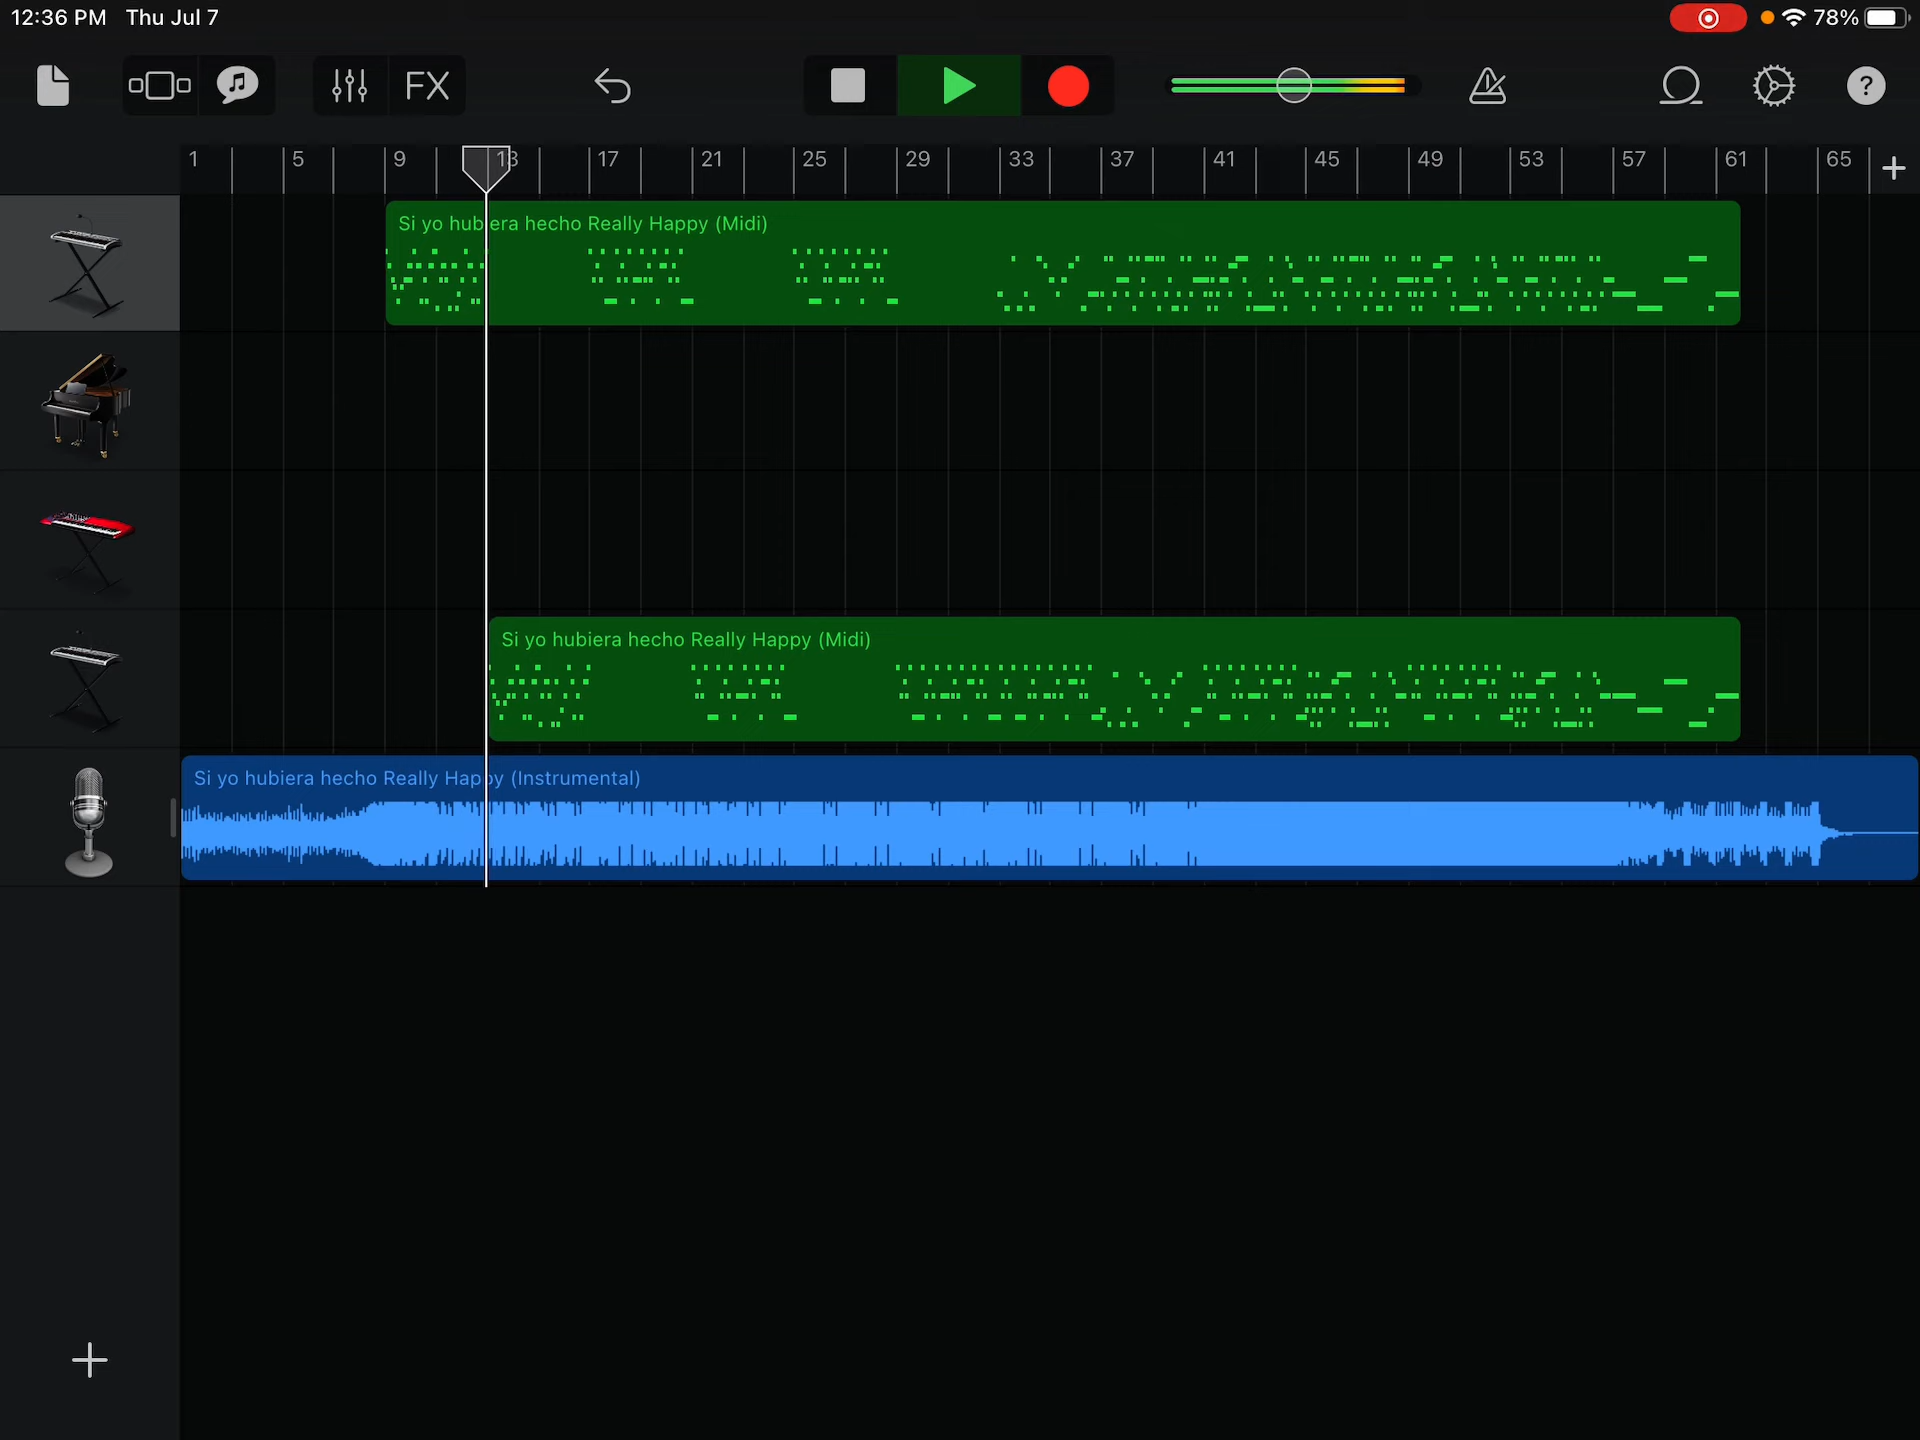 12:36 PM Thu Jul 7
78%
FX
?
1 5 9 13 17 21 25 29 33 37 41 45 49 53 57 61 65
Si yo hubiera hecho Really Happy (Midi)
Si yo hubiera hecho Really Happy (Midi)
Si yo hubiera hecho Really Happy (Instrumental)